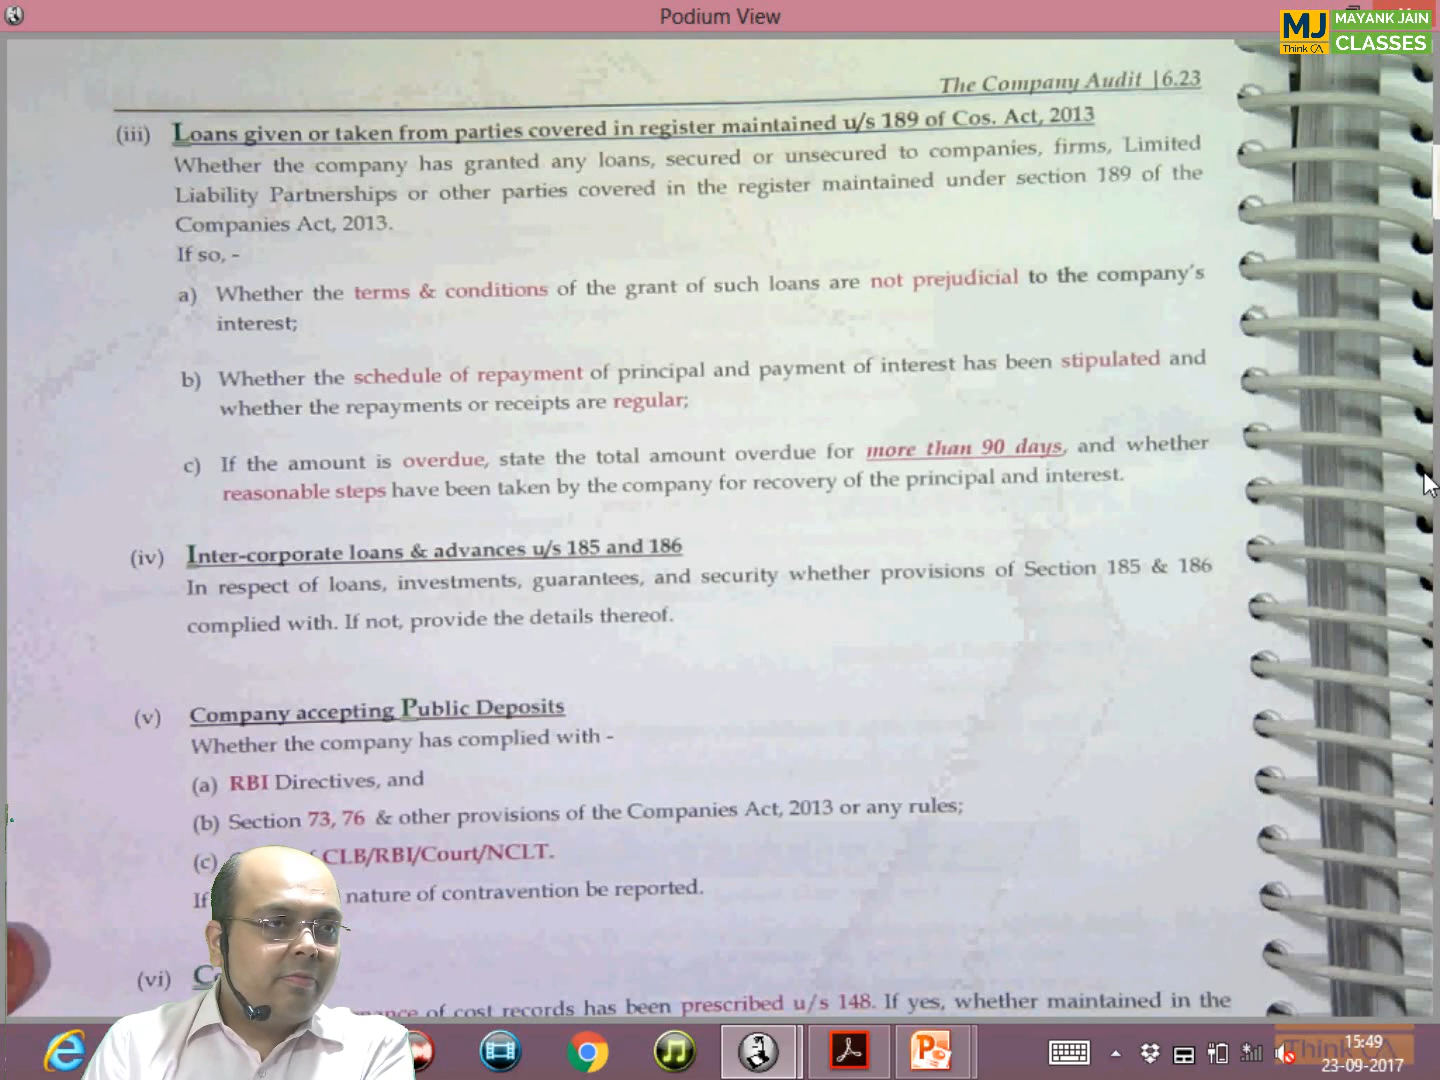 Podium View
MJ
Think CA
MAYANK JAIN
CLASSES
The Company Audit |6.23
(iii) Loans given or taken from parties covered in register maintained u/s 189 of Cos. Act, 2013
Whether the company has granted any loans, secured or unsecured to companies, firms, Limited
Liability Partnerships or other parties covered in the register maintained under section 189 of the
Companies Act, 2013.
If so, -
a) Whether the terms & conditions of the grant of such loans are not prejudicial to the company's
interest;
b) Whether the schedule of repayment of principal and payment of interest has been stipulated and
whether the repayments or receipts are regular;
c) If the amount is overdue, state the total amount overdue for more than 90 days, and whether
reasonable steps have been taken by the company for recovery of the principal and interest.
(iv) Inter-corporate loans & advances u/s 185 and 186
In respect of loans, investments, guarantees, and security whether provisions of Section 185 & 186
complied with. If not, provide the details thereof.
(v) Company accepting Public Deposits
Whether the company has complied with -
(a) RBI Directives, and
(b) Section 73, 76 & other provisions of the Companies Act, 2013 or any rules;
(c) CLB/RBI/Court/NCLT.
If nature of contravention be reported.
(vi)
of cost records has been prescribed u/s 148. If yes, whether maintained in the
Think CA
15:49
23-09-2017